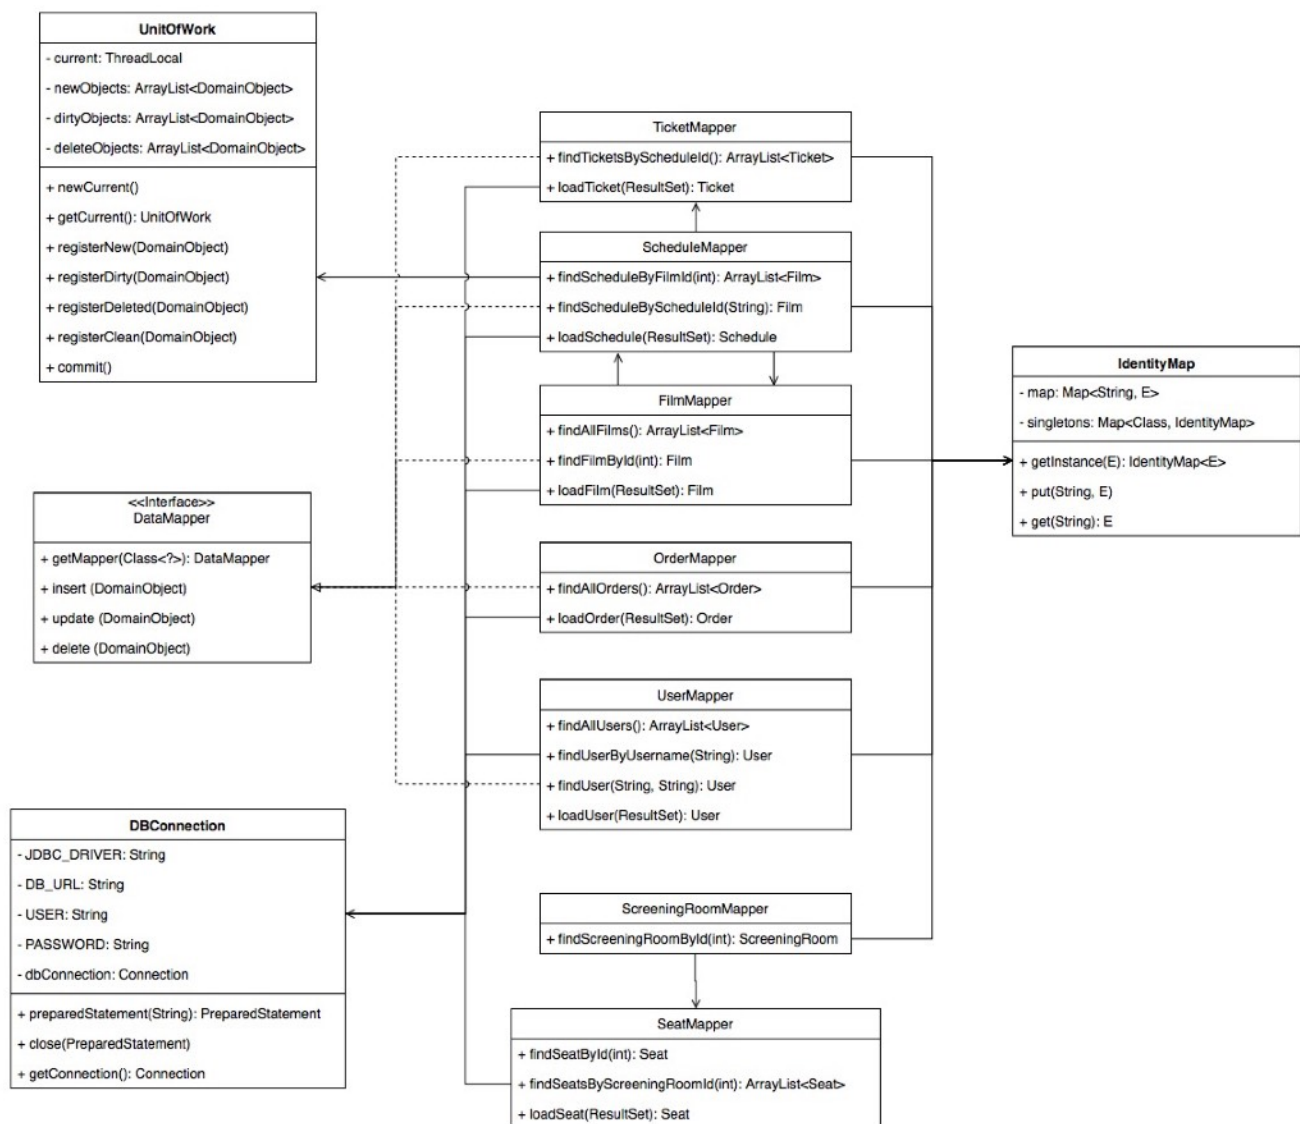 UnitOfWork
- current: ThreadLocal
- newObjects: ArrayList<DomainObject>
- dirtyObjects: ArrayList<DomainObject>
- deleteObjects: ArrayList<DomainObject>
+ newCurrent()
+ getCurrent(): UnitOfWork
+ registerNew(DomainObject)
+ registerDirty(DomainObject)
+ registerDeleted(DomainObject)
+ registerClean(DomainObject)
+ commit()
<<Interface>>
DataMapper
+ getMapper(Class<?>): DataMapper
+ insert (DomainObject)
+ update (DomainObject)
+ delete (DomainObject)
DBConnection
- JDBC_DRIVER: String
- DB_URL: String
- USER: String
- PASSWORD: String
- dbConnection: Connection
+ preparedStatement(String): PreparedStatement
+ close(PreparedStatement)
+ getConnection(): Connection
TicketMapper
+ findTicketsByScheduleId(): ArrayList<Ticket>
+ loadTicket(ResultSet): Ticket
ScheduleMapper
+ findScheduleByFilmId(int): ArrayList<Film>
+ findScheduleByScheduleId(String): Film
+ loadSchedule(ResultSet): Schedule
FilmMapper
+ findAllFilms(): ArrayList<Film>
+ findFilmById(int): Film
+ loadFilm(ResultSet): Film
OrderMapper
+ findAllOrders(): ArrayList<Order>
+ loadOrder(ResultSet): Order
UserMapper
+ findAllUsers(): ArrayList<User>
+ findUserByUsername(String): User
+ findUser(String, String): User
+ loadUser(ResultSet): User
ScreeningRoomMapper
+ findScreeningRoomById(int): ScreeningRoom
SeatMapper
+ findSeatById(int): Seat
+ findSeatsByScreeningRoomId(int): ArrayList<Seat>
+ loadSeat(ResultSet): Seat
IdentityMap
- map: Map<String, E>
- singletons: Map<Class, IdentityMap>
+ getInstance(E): IdentityMap<E>
+ put(String, E)
+ get(String): E